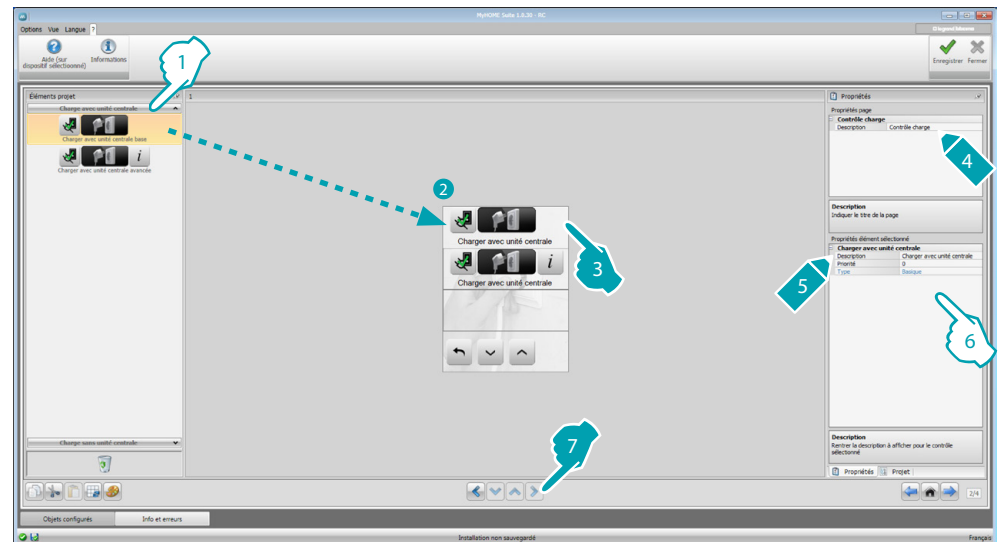 MyHOME Suite 1.0.30 - RC
Options Vue Langue ?
Aide (sur
dispositif sélectionné)
Informations
Enregistrer Fermer
1
Éléments projet
Charge avec unité centrale
Charger avec unité centrale base
Charger avec unité centrale avancée
Charge sans unité centrale
1
2
Charger avec unité centrale
3
Charger avec unité centrale
Propriétés
Propriétés page
Contrôle charge
Description Contrôle charge
4
Description
Indiquer le titre de la page
Propriétés élément sélectionné
Charger avec unité centrale
Description Charger avec unité centrale
Priorité 0
Type Basique
5
6
Description
Rentrer la description à afficher pour le contrôle
sélectionné
Propriétés Projet
7
2/4
Objets configurés Info et erreurs
Installation non sauvegardé
Français